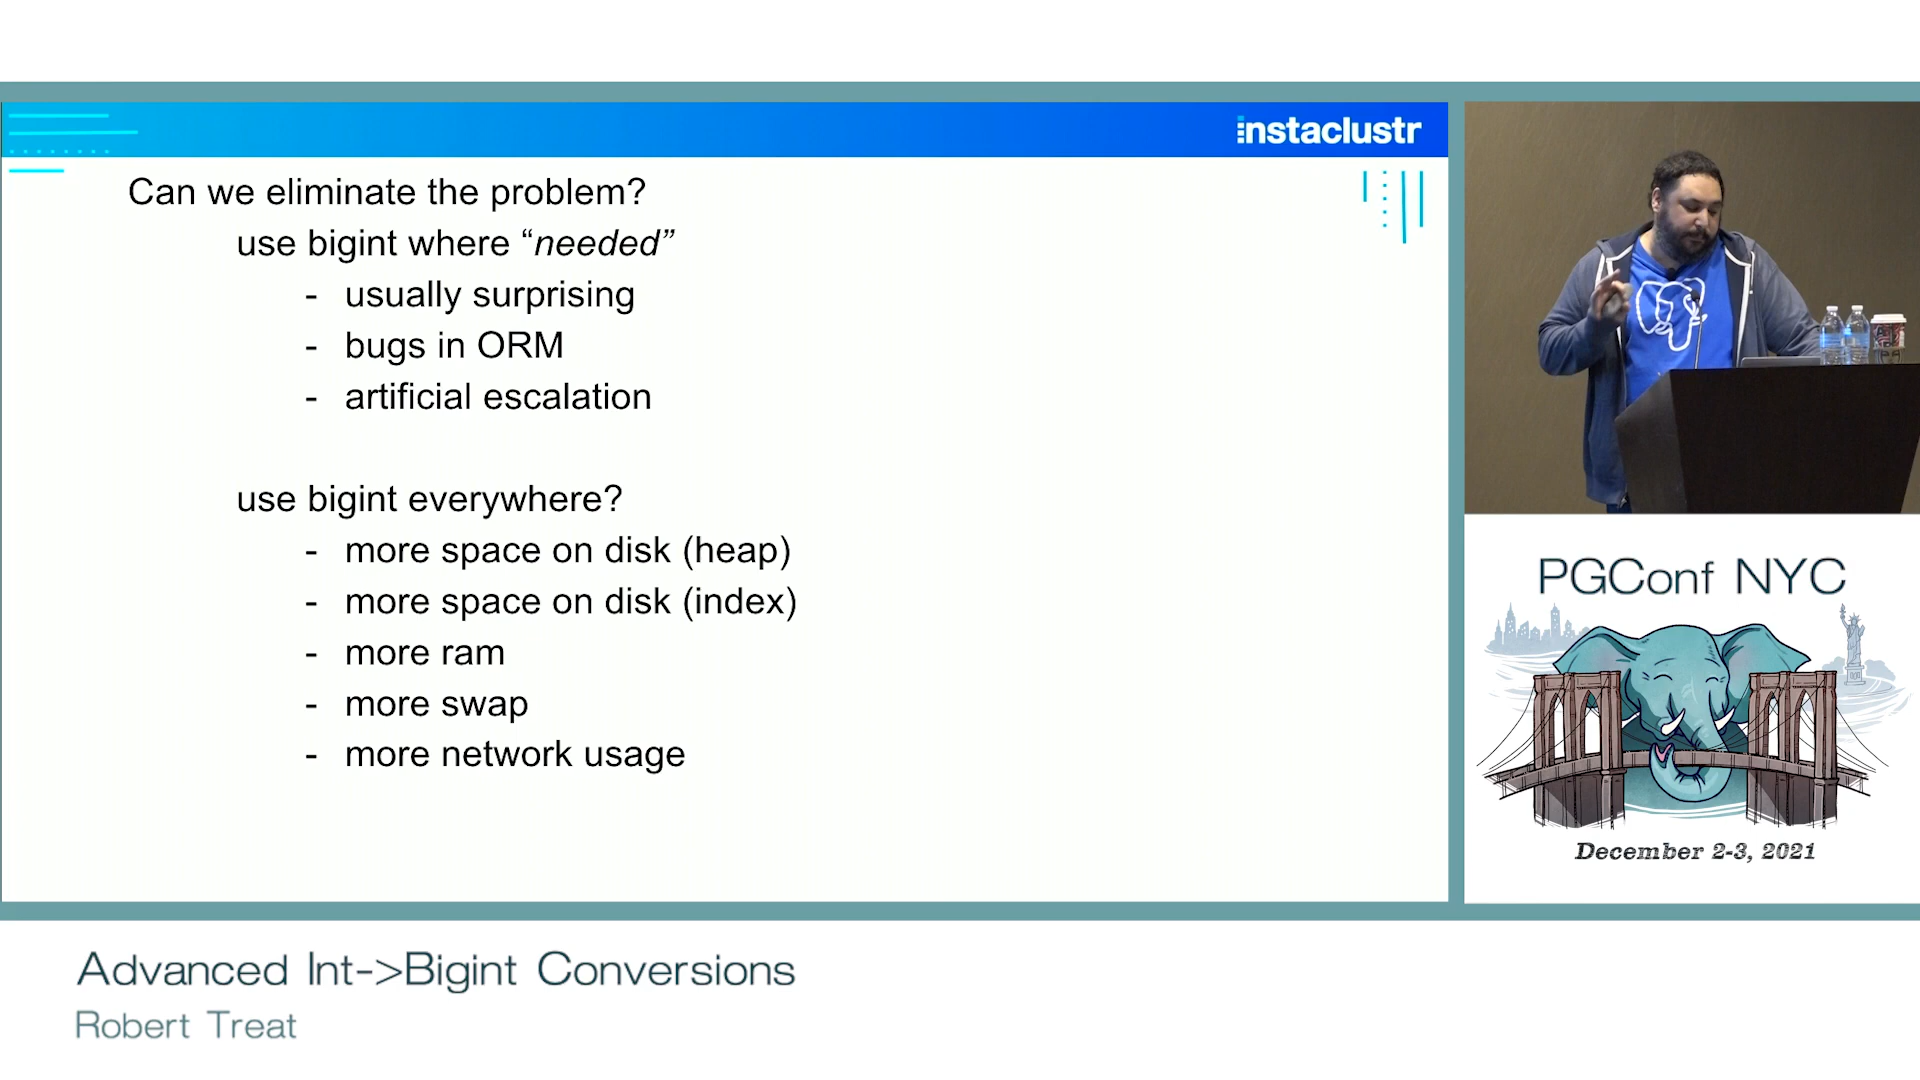 instaclustr
Can we eliminate the problem?
use bigint where “needed”
- usually surprising
- bugs in ORM
- artificial escalation
use bigint everywhere?
- more space on disk (heap)
- more space on disk (index)
- more ram
- more swap
- more network usage
PGConf NYC
December 2-3, 2021
Advanced Int->Bigint Conversions
Robert Treat